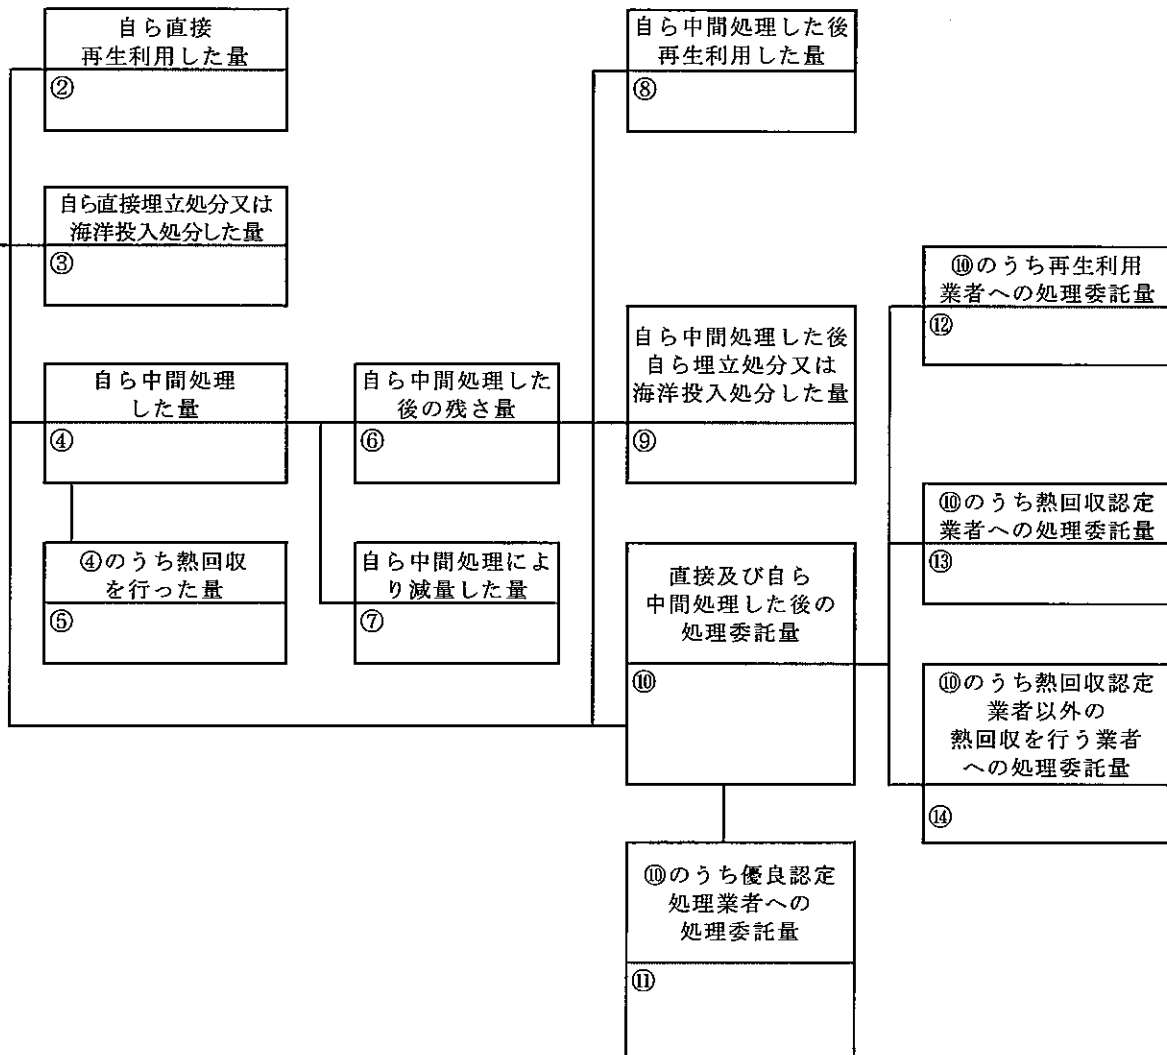 自ら直接
再生利用した量
②
自ら直接埋立処分又は
海洋投入処分した量
③
自ら中間処理
した量
④
④のうち熱回収
を行った量
⑤
自ら中間処理した
後の残さ量
⑥
自ら中間処理によ
り減量した量
⑦
自ら中間処理した後
再生利用した量
⑧
自ら中間処理した後
自ら埋立処分又は
海洋投入処分した量
⑨
直接及び自ら
中間処理した後の
処理委託量
⑩
⑩のうち優良認定
処理業者への
処理委託量
⑪
⑩のうち再生利用
業者への処理委託量
⑫
⑩のうち熱回収認定
業者への処理委託量
⑬
⑩のうち熱回収認定
業者以外の
熱回収を行う業者
への処理委託量
⑭